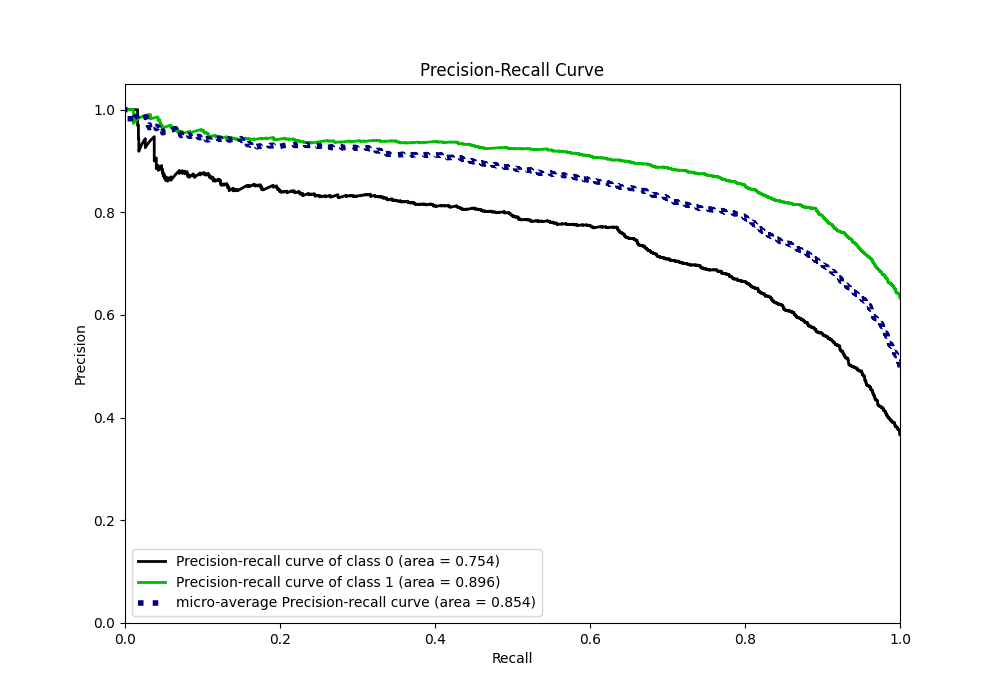 Precision-Recall Curve
1.0
0.8
0.6
0.4
0.2
0.0
Precision
Precision-recall curve of class 0 (area = 0.754)
Precision-recall curve of class 1 (area = 0.896)
micro-average Precision-recall curve (area = 0.854)
0.0 0.2 0.4 0.6 0.8 1.0
Recall